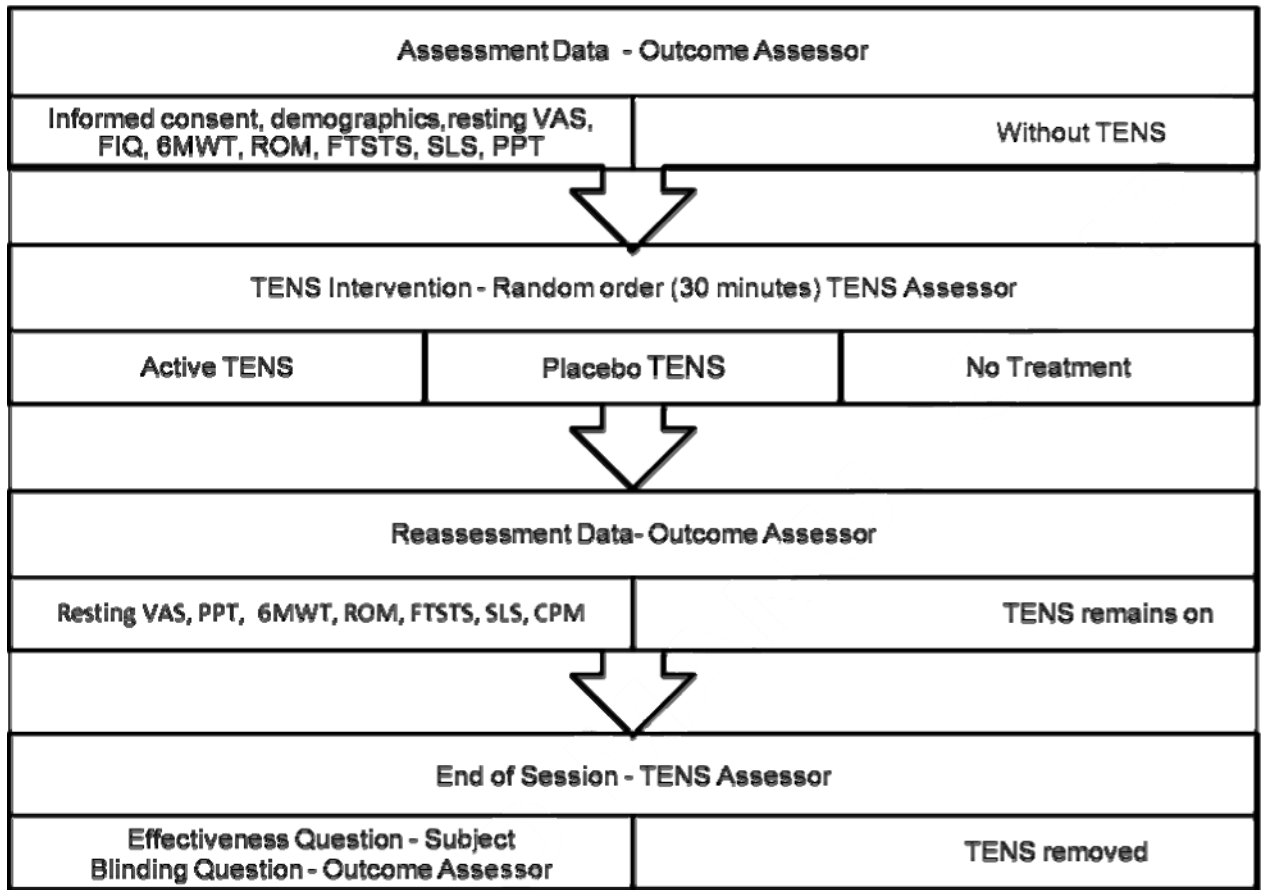 Assessment Data - Outcome Assessor
Informed consent, demographics,resting VAS,
FIQ, 6MWT, ROM, FTSTS, SLS, PPT
Without TENS
TENS Intervention - Random order (30 minutes) TENS Assessor
Active TENS
Placebo TENS
No Treatment
Reassessment Data- Outcome Assessor
Resting VAS, PPT, 6MWT, ROM, FTSTS, SLS, CPM
TENS remains on
End of Session - TENS Assessor
Effectiveness Question - Subject
Blinding Question - Outcome Assessor
TENS removed